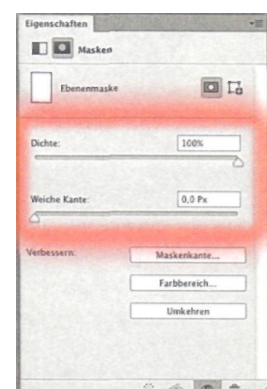 Eigenschaften
Masken
Ebenenmaske
Dichte: 100%
Weiche Kante: 0,0 Px
Verbessern: Maskenkante...
Farbbereich...
Umkehren